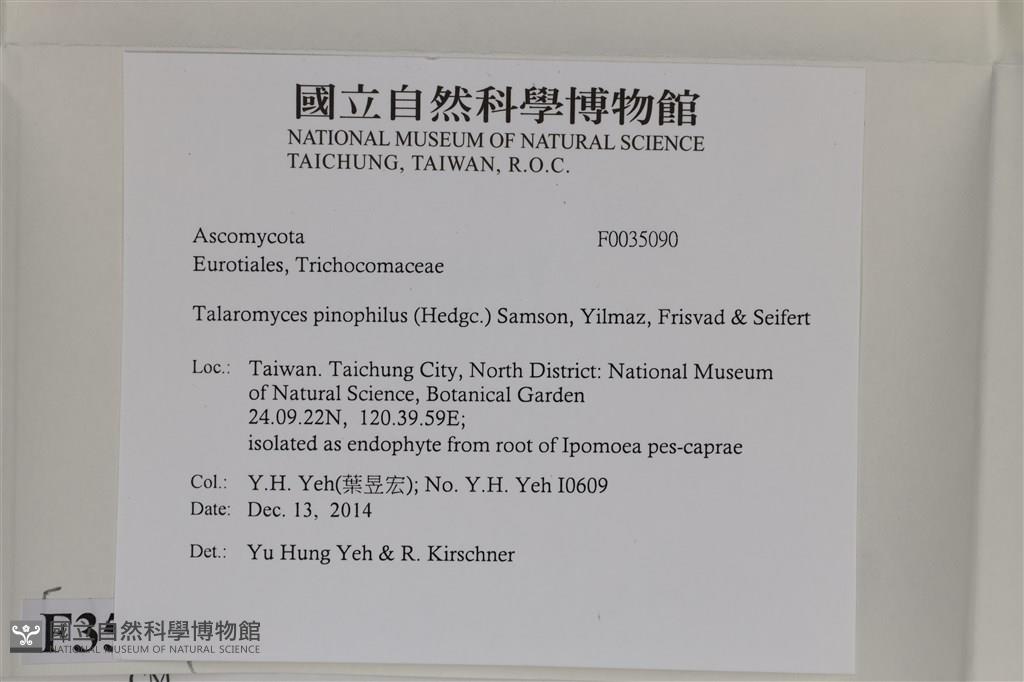 國立自然科學博物館
NATIONAL MUSEUM OF NATURAL SCIENCE
TAICHUNG, TAIWAN, R.O.C.
Ascomycota F0035090
Eurotiales, Trichocomaceae
Talaromyces pinophilus (Hedgc.) Samson, Yilmaz, Frisvad & Seifert
Loc.: Taiwan. Taichung City, North District: National Museum
of Natural Science, Botanical Garden
24.09.22N, 120.39.59E;
isolated as endophyte from root of Ipomoea pes-caprae
Col.: Y.H. Yeh(葉昱宏); No. Y.H. Yeh I0609
Date: Dec. 13, 2014
Det.: Yu Hung Yeh & R. Kirschner
國立自然科學博物館
NATIONAL MUSEUM OF NATURAL SCIENCE
CM